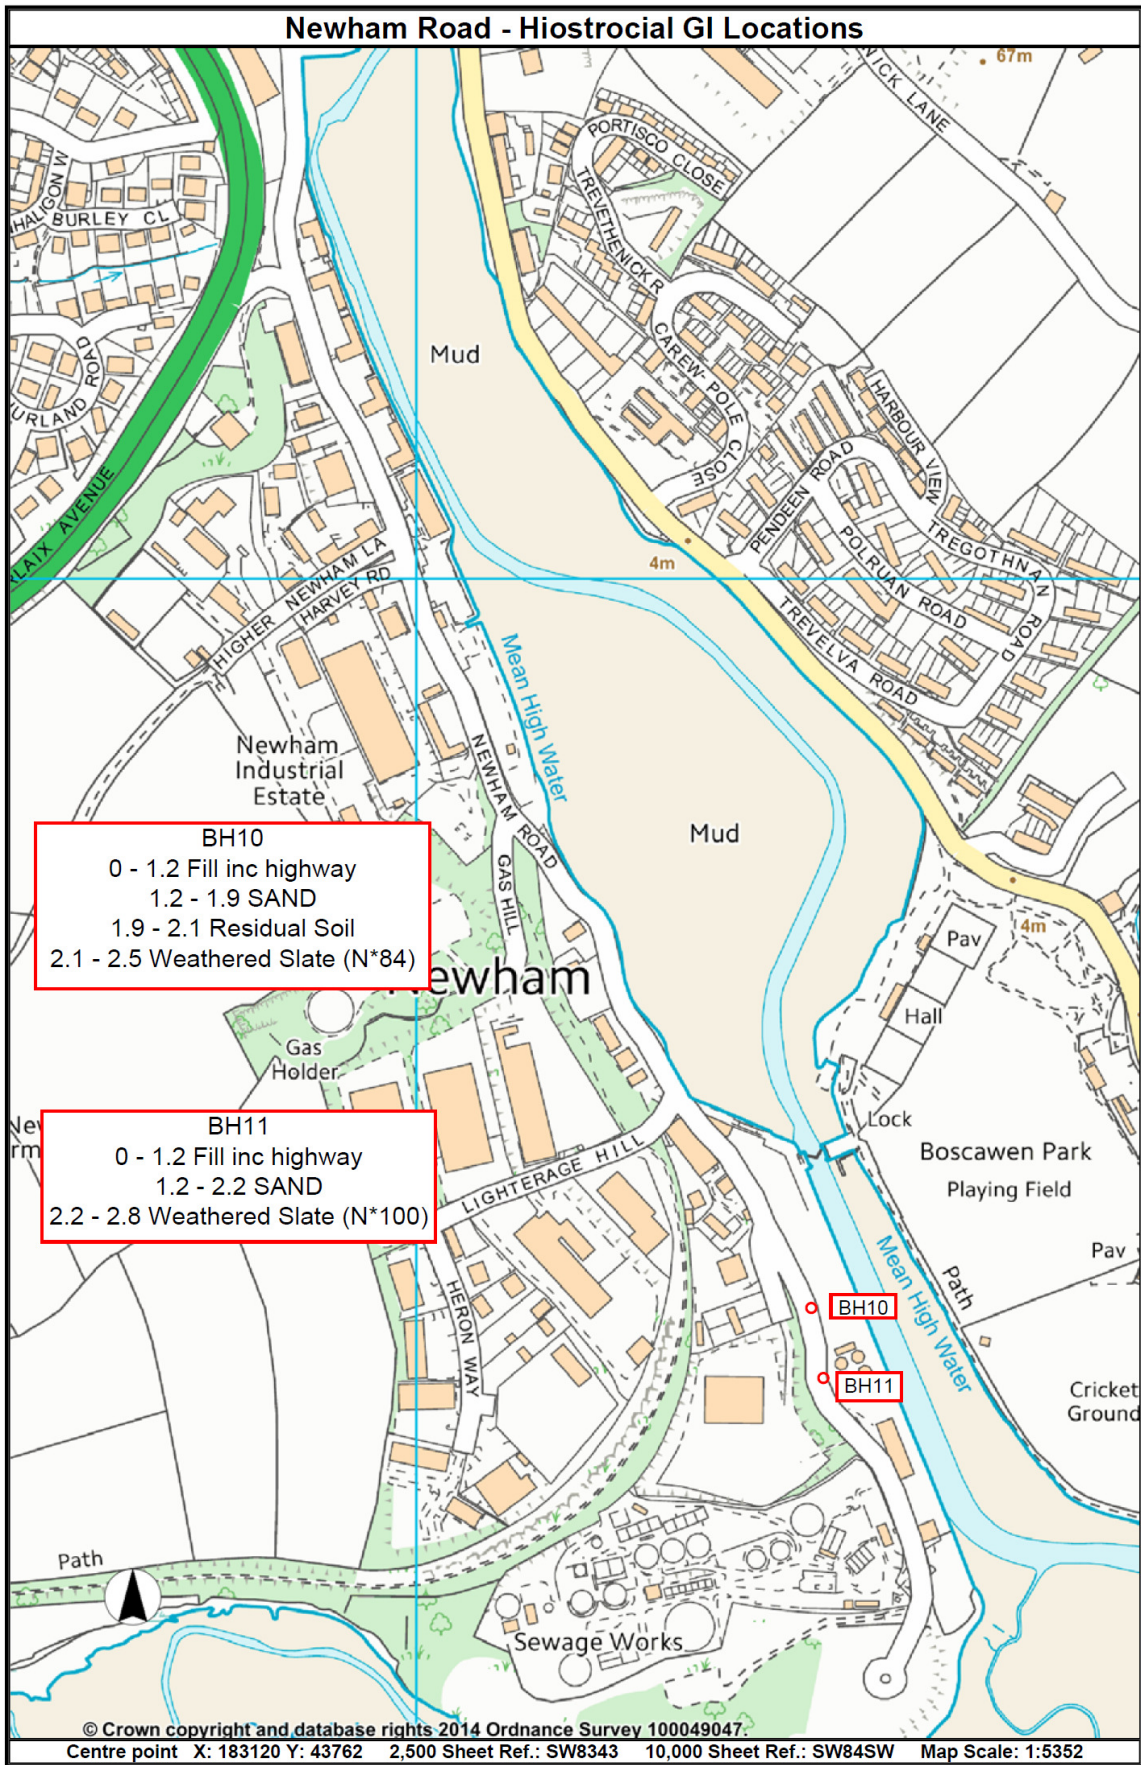 Newham Road - Hiostrocial GI Locations
67m
NICK LANE
PORTISCO CLOSE
TREVETHENICK R
BURLEY CL
CAREW-POLE CLOSE
Mud
HARBOUR VIEW
URLAND ROAD
PENDEEN ROAD
LAIX AVENUE
TREGOTHNAN ROAD
POLRUAN ROAD
4m
HIGHER NEWHAM LA
HARVEY RD
TREVELVA ROAD
Mean High Water
Newham
Industrial
Estate
NEWHAM ROAD
Mud
BH10
0 - 1.2 Fill inc highway
1.2 - 1.9 SAND
1.9 - 2.1 Residual Soil
2.1 - 2.5 Weathered Slate (N*84)
GAS HILL
4m
Pav
Newham
Hall
Gas
Holder
Lock
BH11
0 - 1.2 Fill inc highway
1.2 - 2.2 SAND
2.2 - 2.8 Weathered Slate (N*100)
Boscawen Park
Playing Field
LIGHTERAGE HILL
Pav
Path
Mean High Water
HERON WAY
BH10
BH11
Cricket
Ground
Path
Sewage Works
© Crown copyright and database rights 2014 Ordnance Survey 100049047.
Centre point X: 183120 Y: 43762 2,500 Sheet Ref.: SW8343 10,000 Sheet Ref.: SW84SW Map Scale: 1:5352